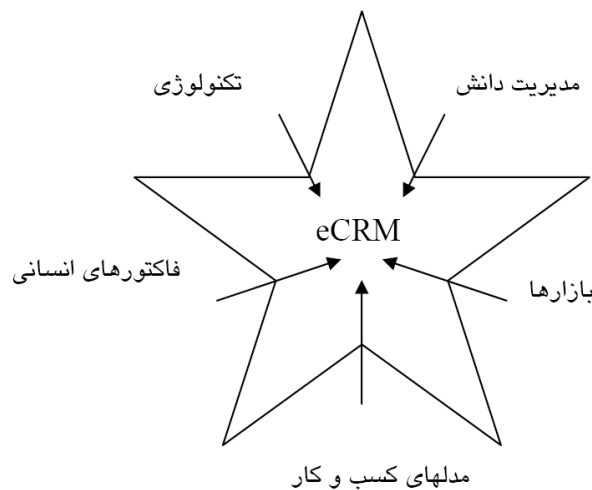 مدیریت دانش
تکنولوژی
eCRM
فاکتورهای انسانی
بازارها
مدلهای کسب و کار